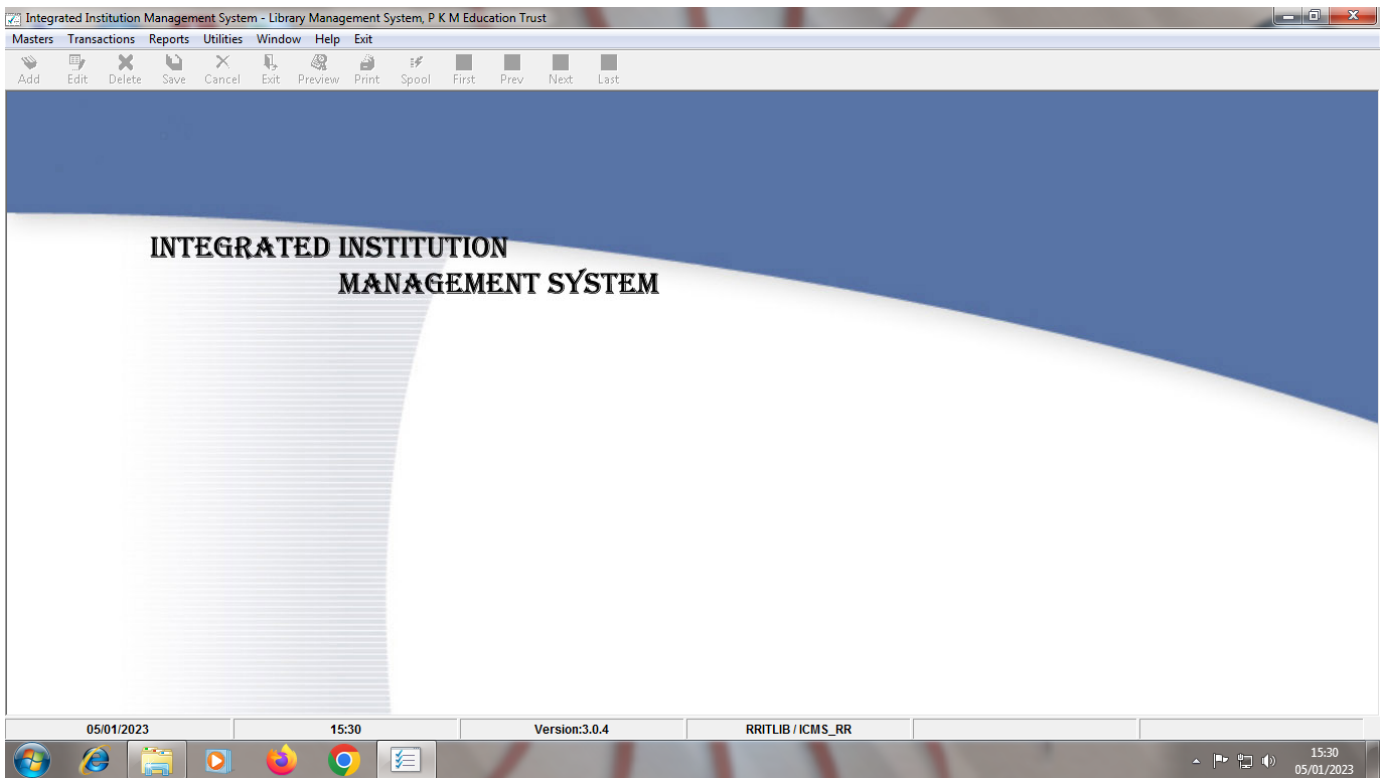 Integrated Institution Management System - Library Management System, P K M Education Trust
Masters Transactions Reports Utilities Window Help Exit
Add Edit Delete Save Cancel Exit Preview Print Spool First Prev Next Last
INTEGRATED INSTITUTION
MANAGEMENT SYSTEM
05/01/2023 15:30 Version:3.0.4 RRITLIB / ICMS_RR
15:30
05/01/2023